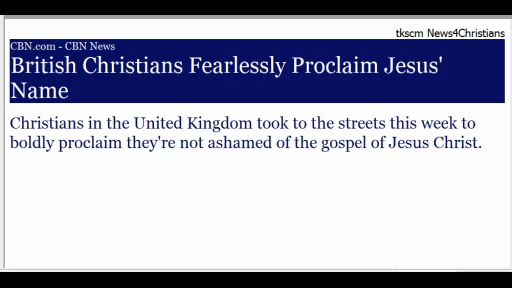 tkscm News4Christians
CBN.com - CBN News
British Christians Fearlessly Proclaim Jesus'
Name
Christians in the United Kingdom took to the streets this week to
boldly proclaim they're not ashamed of the gospel of Jesus Christ.